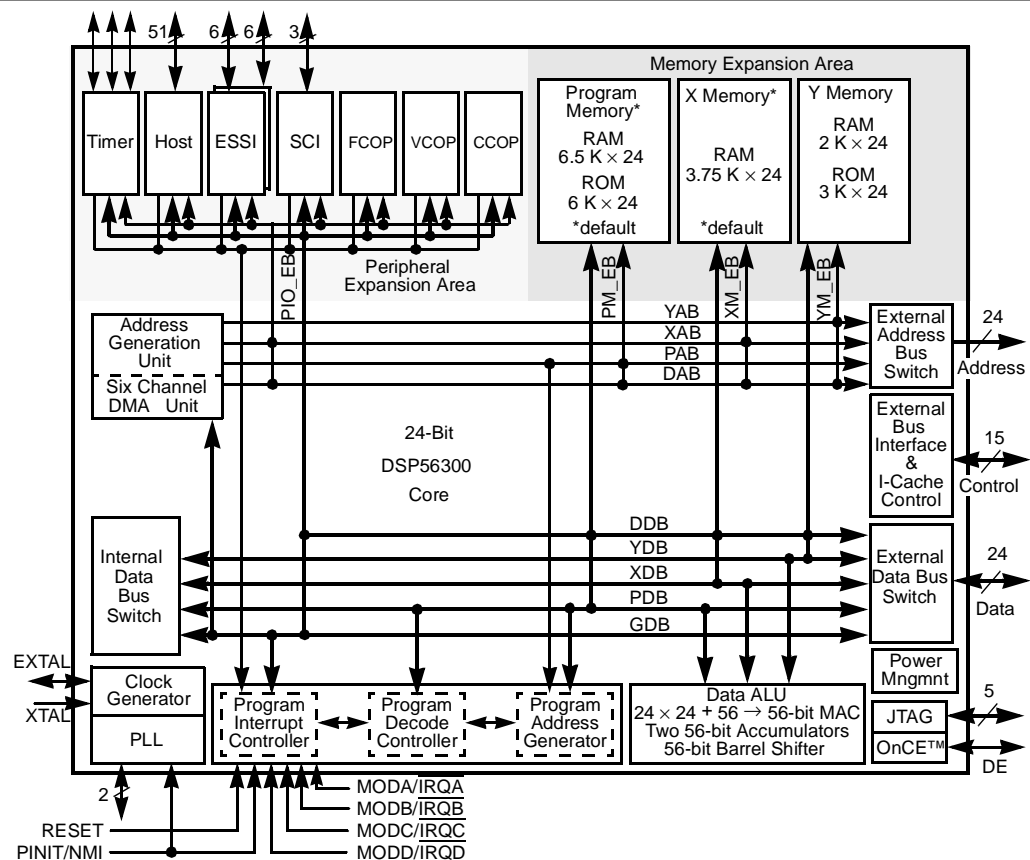 51
6
6
3
Memory Expansion Area
Timer
Host
ESSI
SCI
FCOP
VCOP
CCOP
Program
Memory*
RAM
6.5 K × 24
ROM
6 K × 24
*default
X Memory*
RAM
3.75 K × 24
*default
Y Memory
RAM
2 K × 24
ROM
3 K × 24
Peripheral
Expansion Area
PIO_EB
PM_EB
XM_EB
YM_EB
Address
Generation
Unit
Six Channel
DMA Unit
YAB
XAB
PAB
DAB
External
Address
Bus
Switch
24
Address
24-Bit
DSP56300
Core
External
Bus
Interface
&
I-Cache
Control
15
Control
Internal
Data
Bus
Switch
DDB
YDB
XDB
PDB
GDB
External
Data Bus
Switch
24
Data
EXTAL
XTAL
Clock
Generator
PLL
Program
Interrupt
Controller
Program
Decode
Controller
Program
Address
Generator
Data ALU
24 × 24 + 56 → 56-bit MAC
Two 56-bit Accumulators
56-bit Barrel Shifter
Power
Mngmnt
JTAG
OnCE™
5
DE
2
RESET
PINIT/NMI
MODA/IRQA
MODB/IRQB
MODC/IRQC
MODD/IRQD